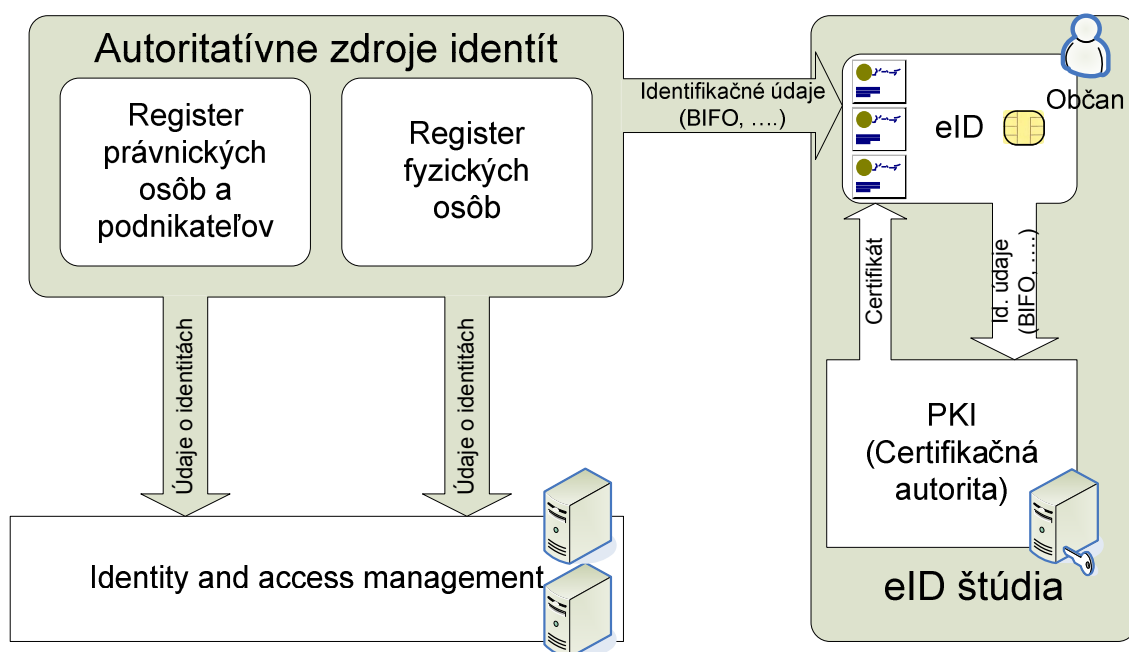 Autoritatívne zdroje identít
Register
právnických
osôb a
podnikateľov
Register
fyzických
osôb
Identifikačné údaje
(BIFO, ....)
Občan
eID
Certifikát
Id. údaje
(BIFO, ....)
Údaje o identitách
Údaje o identitách
PKI
(Certifikačná
autorita)
Identity and access management
eID štúdia